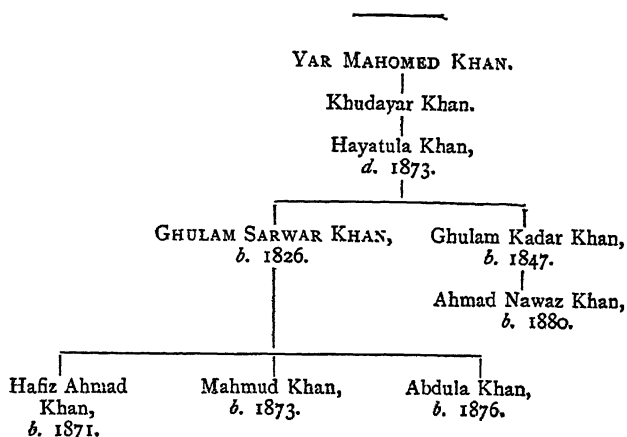 YAR MAHOMED KHAN.
Khudayar Khan.
Hayatula Khan,
d. 1873.
GHULAM SARWAR KHAN,
b. 1826.
Ghulam Kadar Khan,
b. 1847.
Ahmad Nawaz Khan,
b. 1880.
Hafiz Ahmad
Khan,
b. 1871.
Mahmud Khan,
b. 1873.
Abdula Khan,
b. 1876.